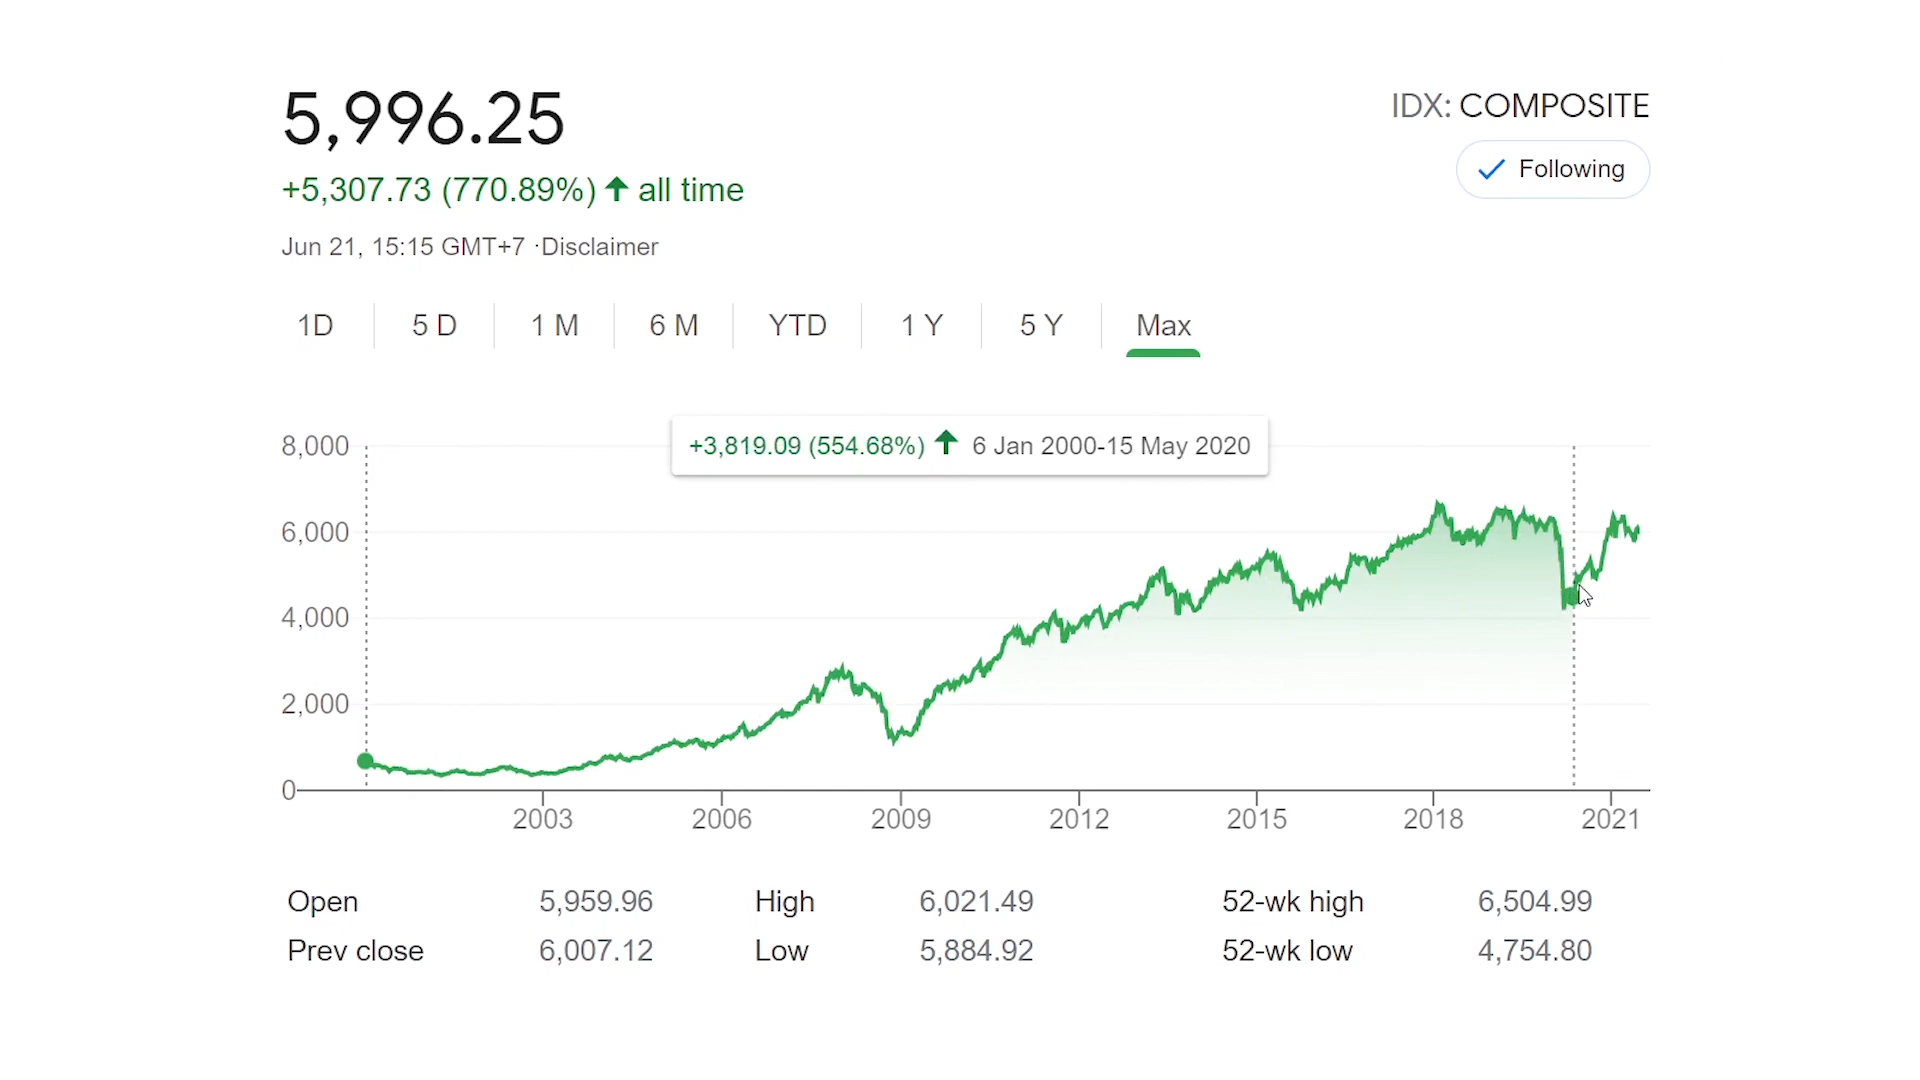 5,996.25
IDX: COMPOSITE
Following
+5,307.73 (770.89%) all time
Jun 21, 15:15 GMT+7 ·Disclaimer
1D 5 D 1 M 6 M YTD 1 Y 5 Y Max
+3,819.09 (554.68%) 6 Jan 2000-15 May 2020
8,000
6,000
4,000
2,000
0
2003 2006 2009 2012 2015 2018 2021
Open 5,959.96 High 6,021.49 52-wk high 6,504.99
Prev close 6,007.12 Low 5,884.92 52-wk low 4,754.80